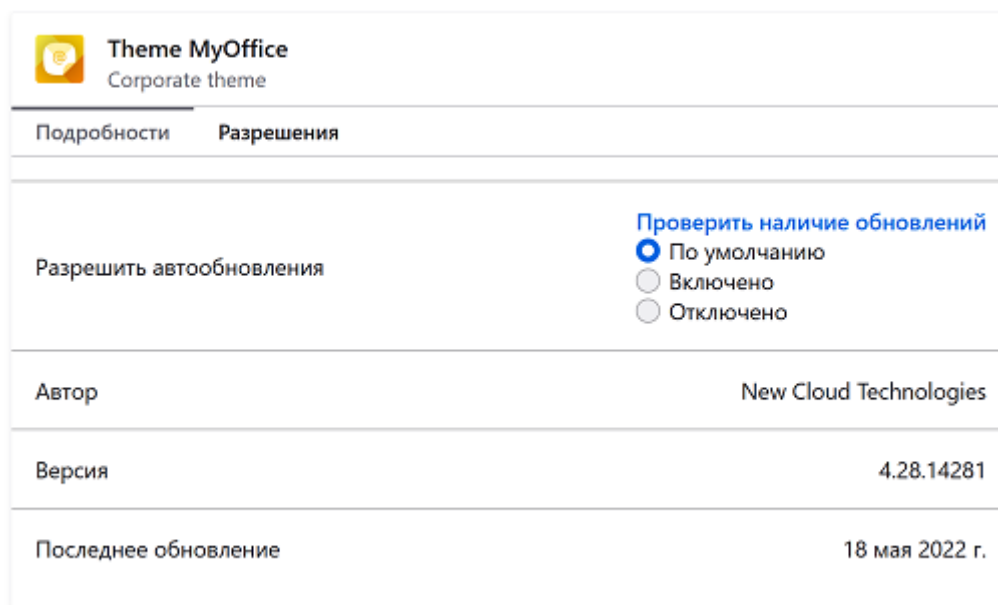 Theme MyOffice
Corporate theme
Подробности Разрешения
Проверить наличие обновлений
Разрешить автообновления
По умолчанию
Включено
Отключено
Автор New Cloud Technologies
Версия 4.28.14281
Последнее обновление 18 мая 2022 г.